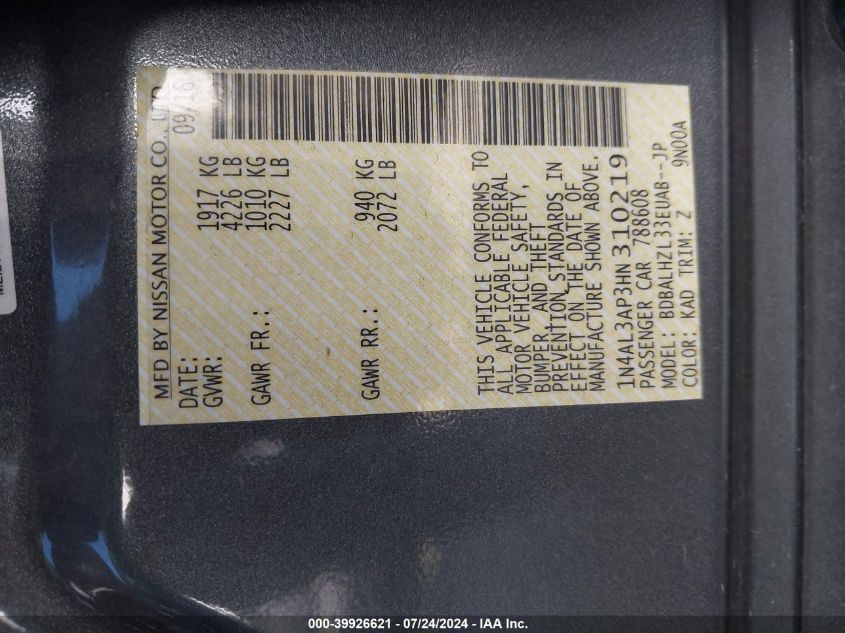 MFD BY NISSAN MOTOR CO., LTD
DATE: 09/16
GVWR: 1917 KG
4226 LB
GAWR FR.: 1010 KG
2227 LB
GAWR RR.: 940 KG
2072 LB
THIS VEHICLE CONFORMS TO
ALL APPLICABLE FEDERAL
MOTOR VEHICLE SAFETY,
BUMPER, AND THEFT
PREVENTION STANDARDS IN
EFFECT ON THE DATE OF
MANUFACTURE SHOWN ABOVE.
1N4AL3AP3HN310219
PASSENGER CAR 788608
MODEL: BDBALHZL33EUAB--JP
COLOR: KAD TRIM: Z 9N00A
000-39926621 / 07/24/2024 - IAA Inc.